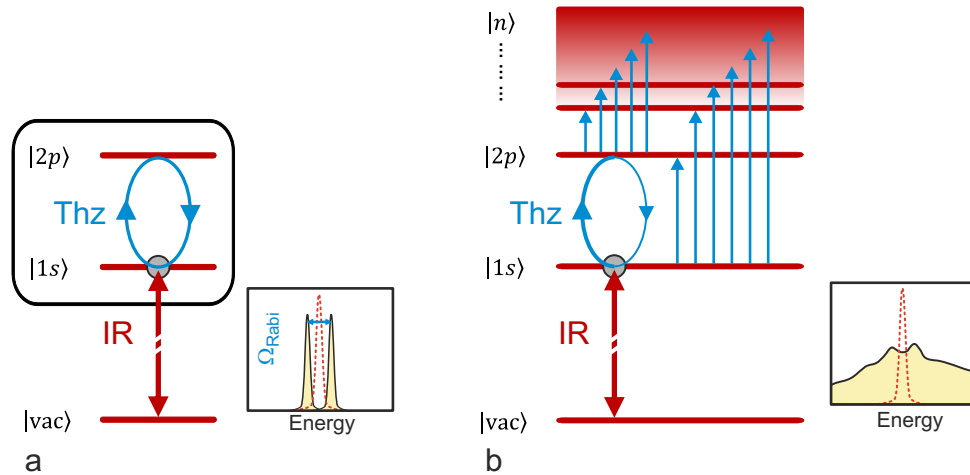 |2p⟩
Thz
|1s⟩
IR
Ω_Rabi
|vac⟩
Energy
a
|n⟩
|2p⟩
Thz
|1s⟩
IR
|vac⟩
Energy
b